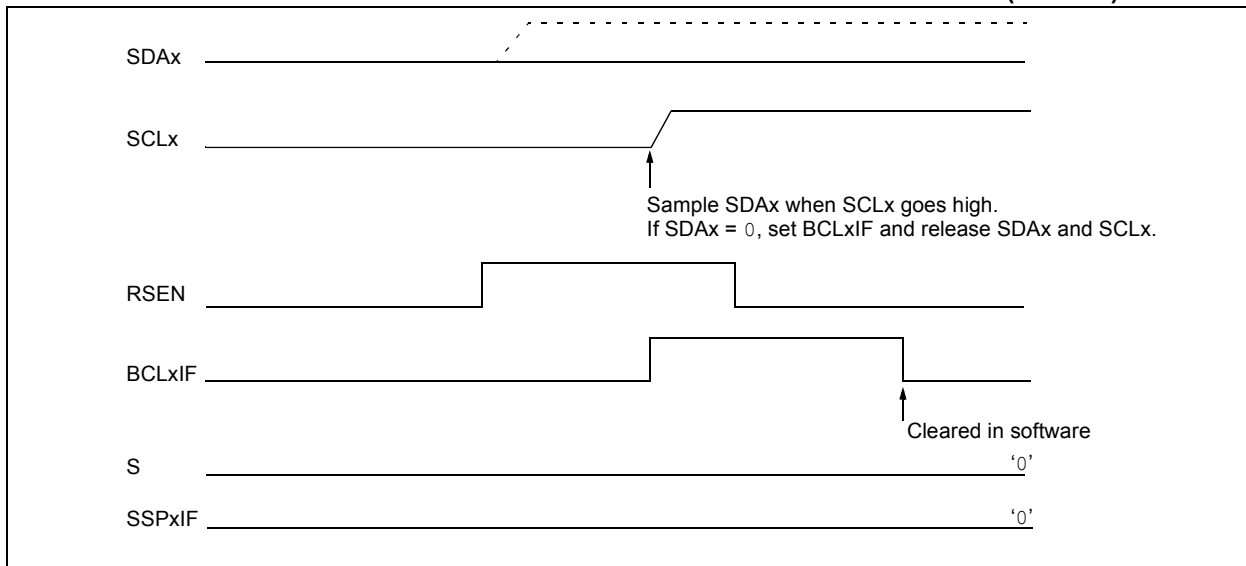 SDAx
SCLx
Sample SDAx when SCLx goes high.
If SDAx = 0, set BCLxIF and release SDAx and SCLx.
RSEN
BCLxIF
Cleared in software
S
‘0’
SSPxIF
‘0’